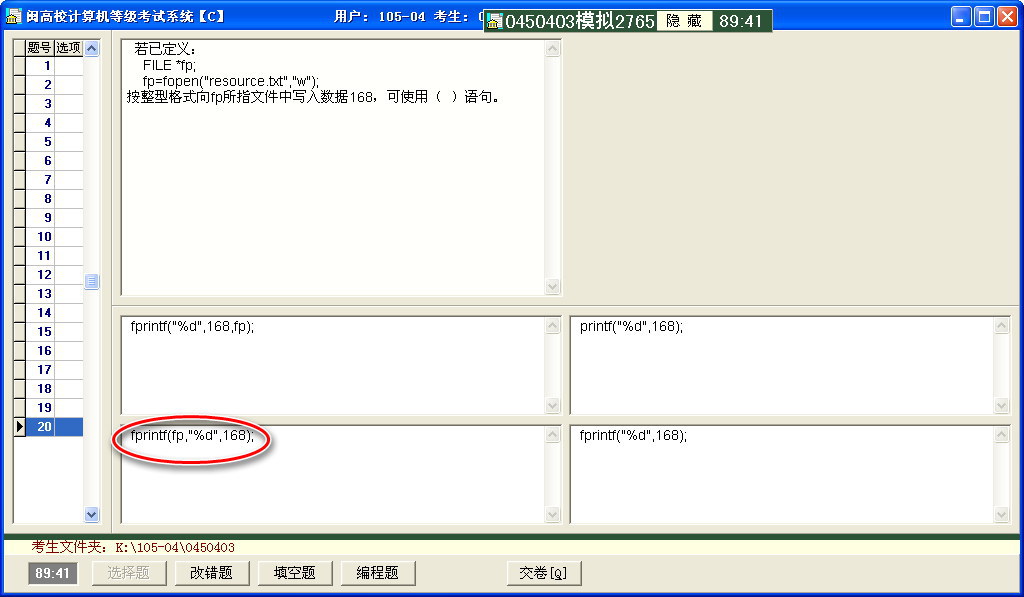 闽高校计算机等级考试系统【C】
用户: 105-04 考生:
0450403模拟2765 隐 藏 89:41
题号 选项
1
2
3
4
5
6
7
8
9
10
11
12
13
14
15
16
17
18
19
20
若已定义:
FILE *fp;
fp=fopen("resource.txt","w");
按整型格式向fp所指文件中写入数据168，可使用（ ）语句。
fprintf("%d",168,fp);
printf("%d",168);
fprintf(fp,"%d",168);
fprintf("%d",168);
考生文件夹: K:\105-04\0450403
89:41 选择题 改错题 填空题 编程题 交卷[Q]